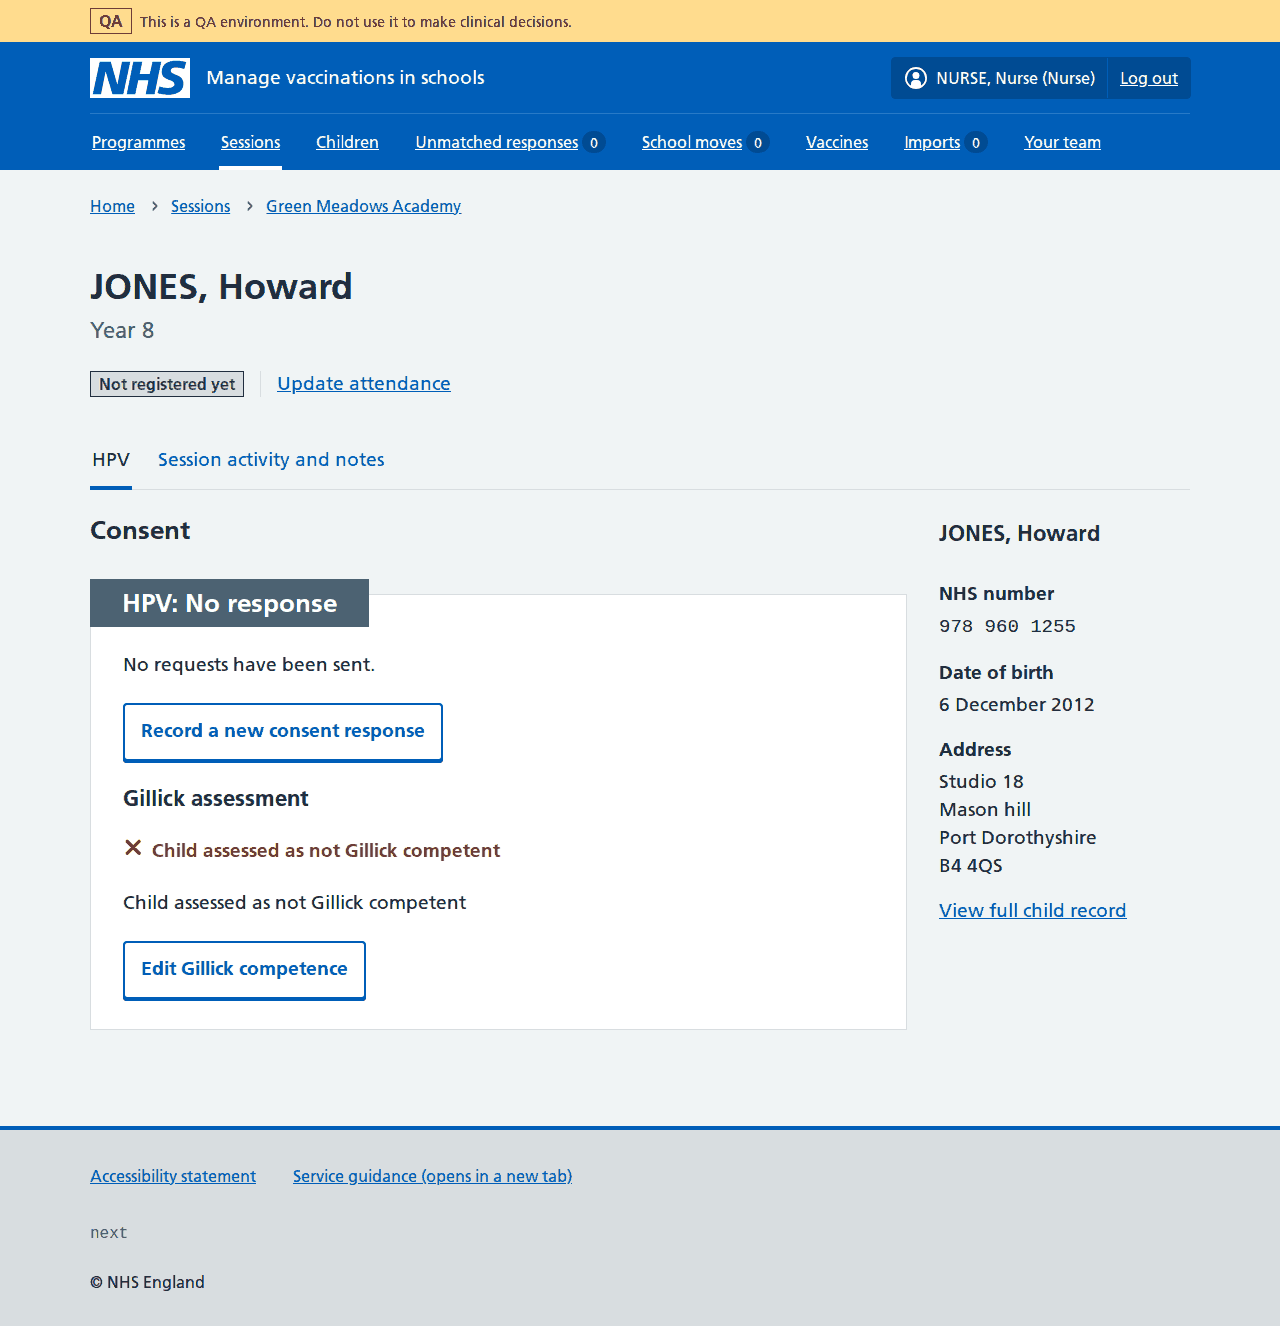 QA This is a QA environment. Do not use it to make clinical decisions.
NHS Manage vaccinations in schools
NURSE, Nurse (Nurse) Log out
Programmes Sessions Children Unmatched responses 0 School moves 0 Vaccines Imports 0 Your team
Home Sessions Green Meadows Academy
JONES, Howard
Year 8
Not registered yet Update attendance
HPV Session activity and notes
Consent
HPV: No response
No requests have been sent.
Record a new consent response
Gillick assessment
Child assessed as not Gillick competent
Child assessed as not Gillick competent
Edit Gillick competence
JONES, Howard
NHS number
978 960 1255
Date of birth
6 December 2012
Address
Studio 18
Mason hill
Port Dorothyshire
B4 4QS
View full child record
Accessibility statement Service guidance (opens in a new tab)
next
© NHS England